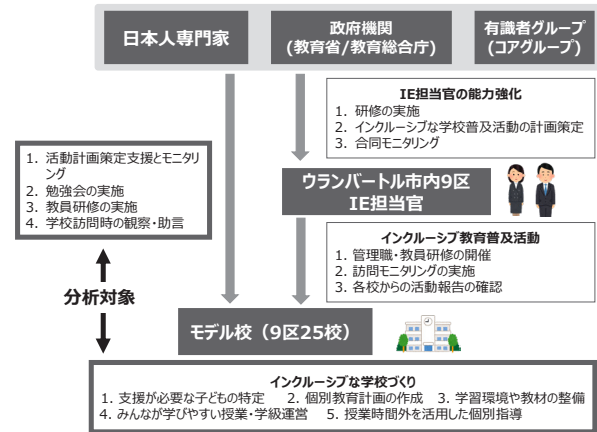 日本人専門家
政府機関
(教育省/教育総合庁)
有識者グループ
(コアグループ)
IE担当官の能力強化
1. 研修の実施
2. インクルーシブな学校普及活動の計画策定
3. 合同モニタリング
1. 活動計画策定支援とモニタリ
ング
2. 勉強会の実施
3. 教員研修の実施
4. 学校訪問時の観察・助言
ウランバートル市内9区
IE担当官
インクルーシブ教育普及活動
1. 管理職・教員研修の開催
2. 訪問モニタリングの実施
3. 各校からの活動報告の確認
分析対象
モデル校（9区25校）
インクルーシブな学校づくり
1. 支援が必要な子どもの特定 2. 個別教育計画の作成 3. 学習環境や教材の整備
4. みんなが学びやすい授業・学級運営 5. 授業時間外を活用した個別指導